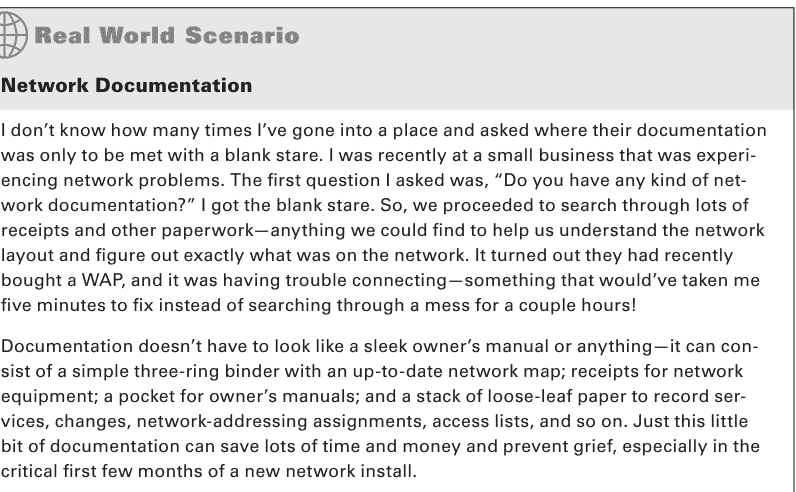 Real World Scenario
Network Documentation
I don't know how many times I've gone into a place and asked where their documentation
was only to be met with a blank stare. I was recently at a small business that was experi-
encing network problems. The first question I asked was, “Do you have any kind of net-
work documentation?” I got the blank stare. So, we proceeded to search through lots of
receipts and other paperwork—anything we could find to help us understand the network
layout and figure out exactly what was on the network. It turned out they had recently
bought a WAP, and it was having trouble connecting—something that would've taken me
five minutes to fix instead of searching through a mess for a couple hours!
Documentation doesn't have to look like a sleek owner's manual or anything—it can con-
sist of a simple three-ring binder with an up-to-date network map; receipts for network
equipment; a pocket for owner's manuals; and a stack of loose-leaf paper to record ser-
vices, changes, network-addressing assignments, access lists, and so on. Just this little
bit of documentation can save lots of time and money and prevent grief, especially in the
critical first few months of a new network install.